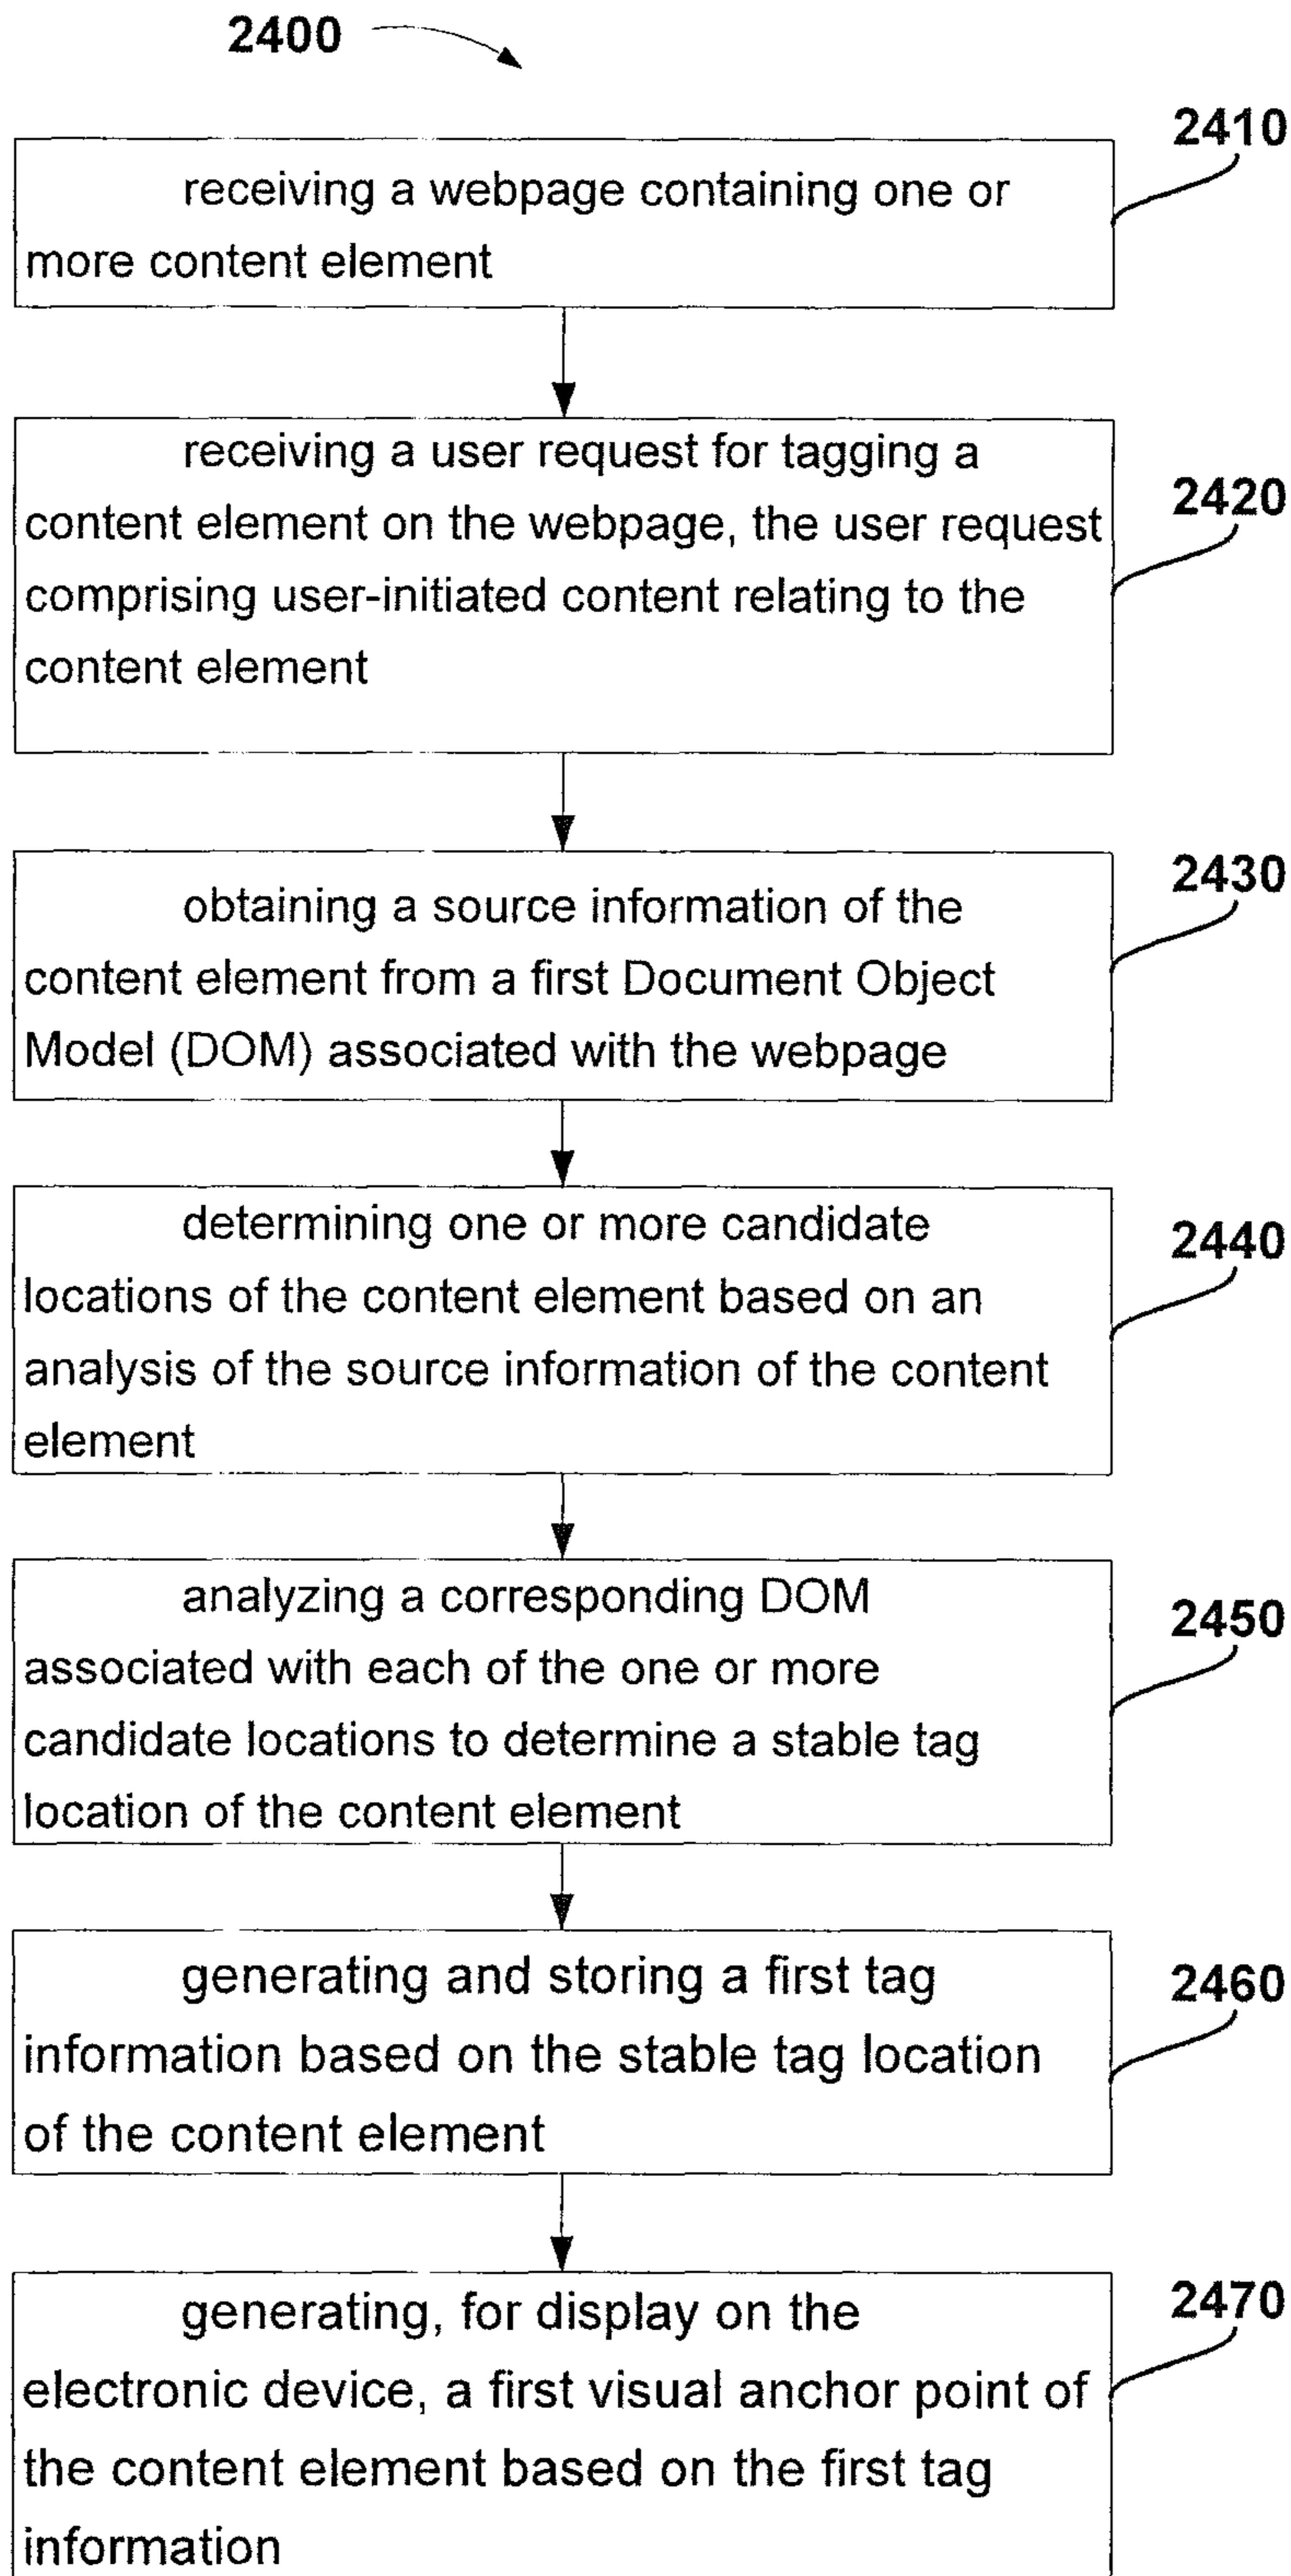 2400
2410
receiving a webpage containing one or
more content element
receiving a user request for tagging a
content element on the webpage, the user request
comprising user-initiated content relating to the
content element
2420
obtaining a source information of the
content element from a first Document Object
Model (DOM) associated with the webpage
2430
determining one or more candidate
locations of the content element based on an
analysis of the source information of the content
element
2440
analyzing a corresponding DOM
associated with each of the one or more
candidate locations to determine a stable tag
location of the content element
2450
generating and storing a first tag
information based on the stable tag location
of the content element
2460
generating, for display on the
electronic device, a first visual anchor point of
the content element based on the first tag
information
2470